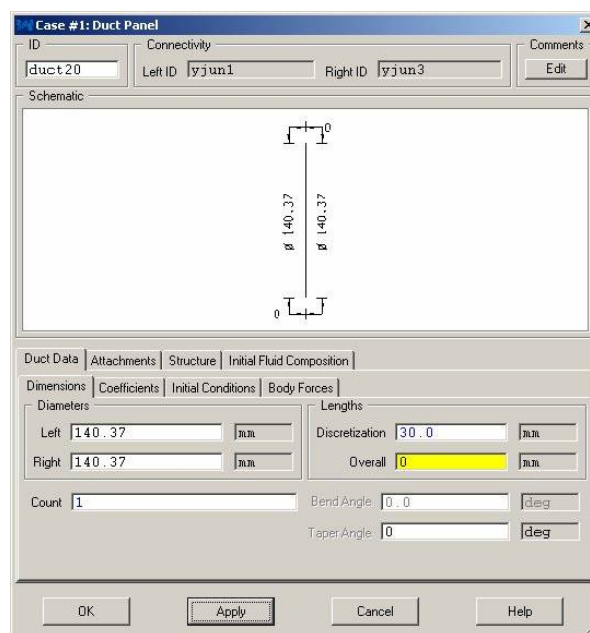 Case #1: Duct Panel
ID
Connectivity
Comments
duct20
Left ID yjun1
Right ID yjun3
Edit
Schematic
0
ø 140.37
ø 140.37
0
Duct Data Attachments Structure Initial Fluid Composition
Dimensions Coefficients Initial Conditions Body Forces
Diameters
Lengths
Left 140.37 mm
Discretization 30.0 mm
Right 140.37 mm
Overall 0 mm
Count 1
Bend Angle 0.0 deg
Taper Angle 0 deg
OK Apply Cancel Help